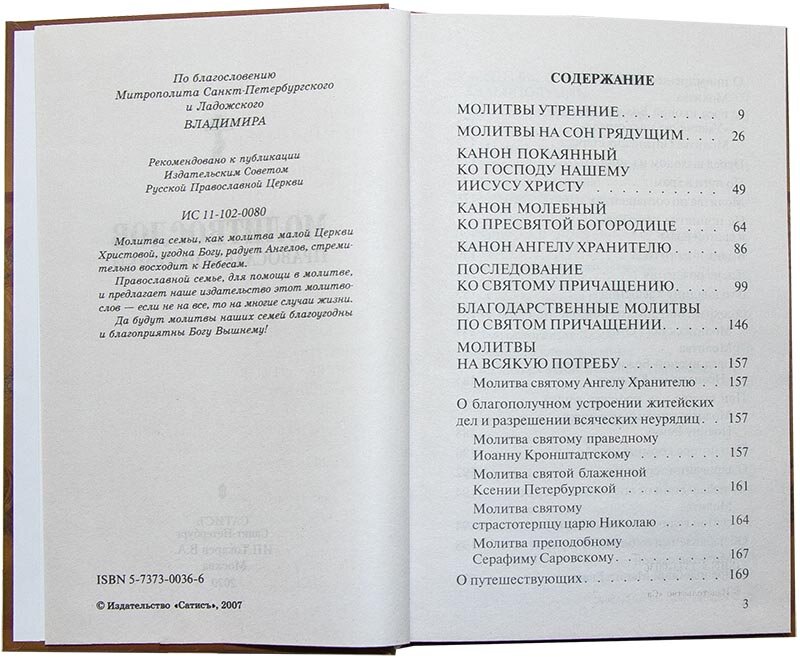 По благословению
Митрополита Санкт-Петербургского
и Ладожского
ВЛАДИМИРА
Рекомендовано к публикации
Издательским Советом
Русской Православной Церкви
ИС 11-102-0080
Молитва семьи, как молитва малой Церкви
Христовой, угодна Богу, радует Ангелов, стреми-
тельно восходит к Небесам.
Православной семье, для помощи в молитве,
и предлагает наше издательство этот молитво-
слов — если не на все, то на многие случаи жизни.
Да будут молитвы наших семей благоугодны
и благоприятны Богу Вышнему!
ISBN 5-7373-0036-6
© Издательство «Сатисъ», 2007
СОДЕРЖАНИЕ
МОЛИТВЫ УТРЕННИЕ . . . . . . . . 9
МОЛИТВЫ НА СОН ГРЯДУЩИМ . . . . 26
КАНОН ПОКАЯННЫЙ
КО ГОСПОДУ НАШЕМУ
ИИСУСУ ХРИСТУ . . . . . . . . . . 49
КАНОН МОЛЕБНЫЙ
КО ПРЕСВЯТОЙ БОГОРОДИЦЕ . . . . 64
КАНОН АНГЕЛУ ХРАНИТЕЛЮ . . . . 86
ПОСЛЕДОВАНИЕ
КО СВЯТОМУ ПРИЧАЩЕНИЮ . . . . 99
БЛАГОДАРСТВЕННЫЕ МОЛИТВЫ
ПО СВЯТОМ ПРИЧАЩЕНИИ . . . . . 146
МОЛИТВЫ
НА ВСЯКУЮ ПОТРЕБУ . . . . . . . . 157
Молитва святому Ангелу Хранителю . . 157
О благополучном устроении житейских
дел и разрешении всяческих неурядиц . . 157
Молитва святому праведному
Иоанну Кронштадтскому . . . . . . . 157
Молитва святой блаженной
Ксении Петербургской . . . . . . . . 161
Молитва святому
страстотерпцу царю Николаю . . . . 164
Молитва преподобному
Серафиму Саровскому . . . . . . . . 167
О путешествующих . . . . . . . . . . 169
3